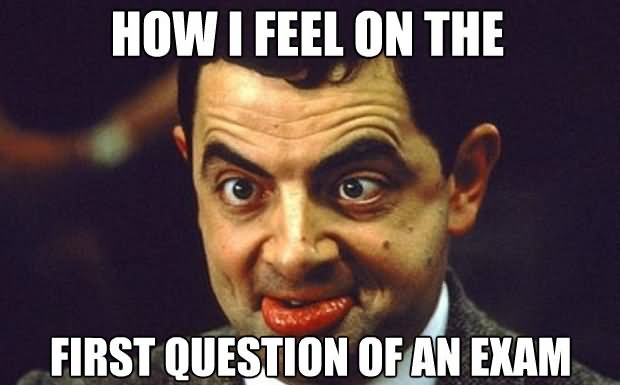 HOW I FEEL ON THE
FIRST QUESTION OF AN EXAM